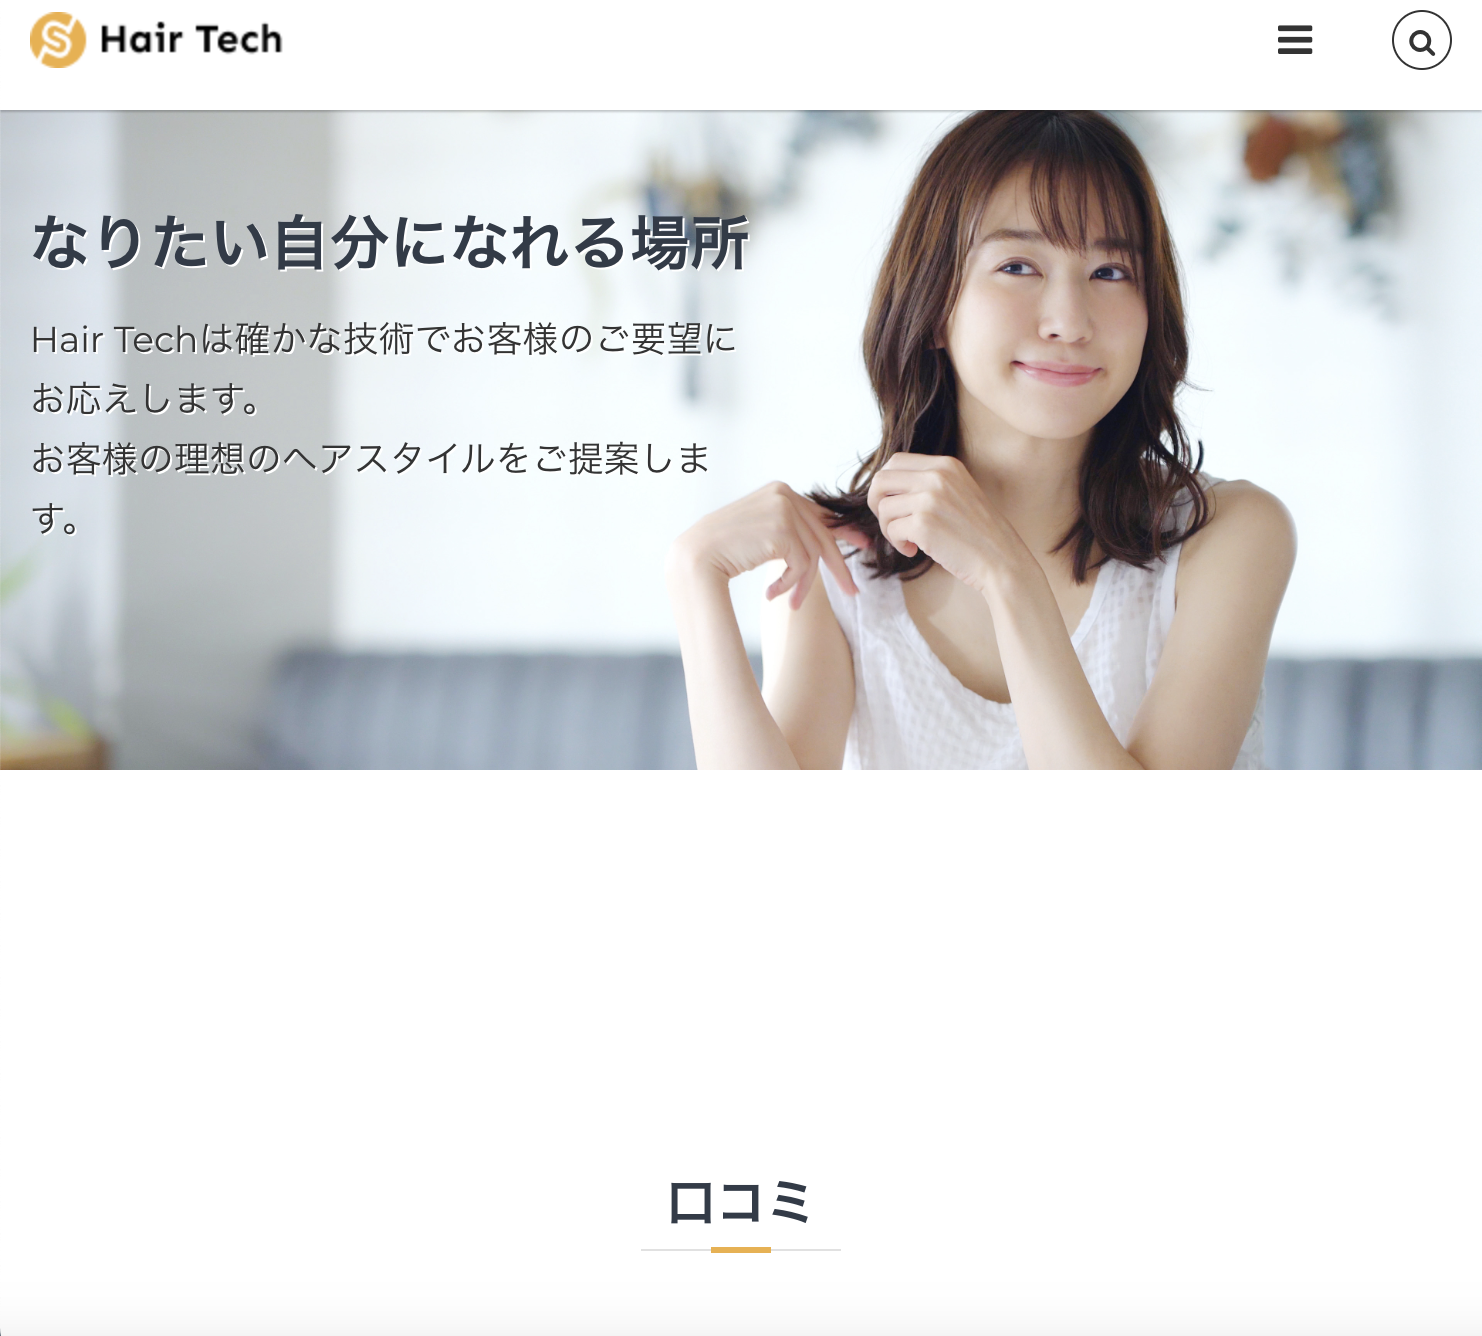 Hair Tech
なりたい自分になれる場所
Hair Techは確かな技術でお客様のご要望に
お応えします。
お客様の理想のヘアスタイルをご提案しま
す。
口コミ